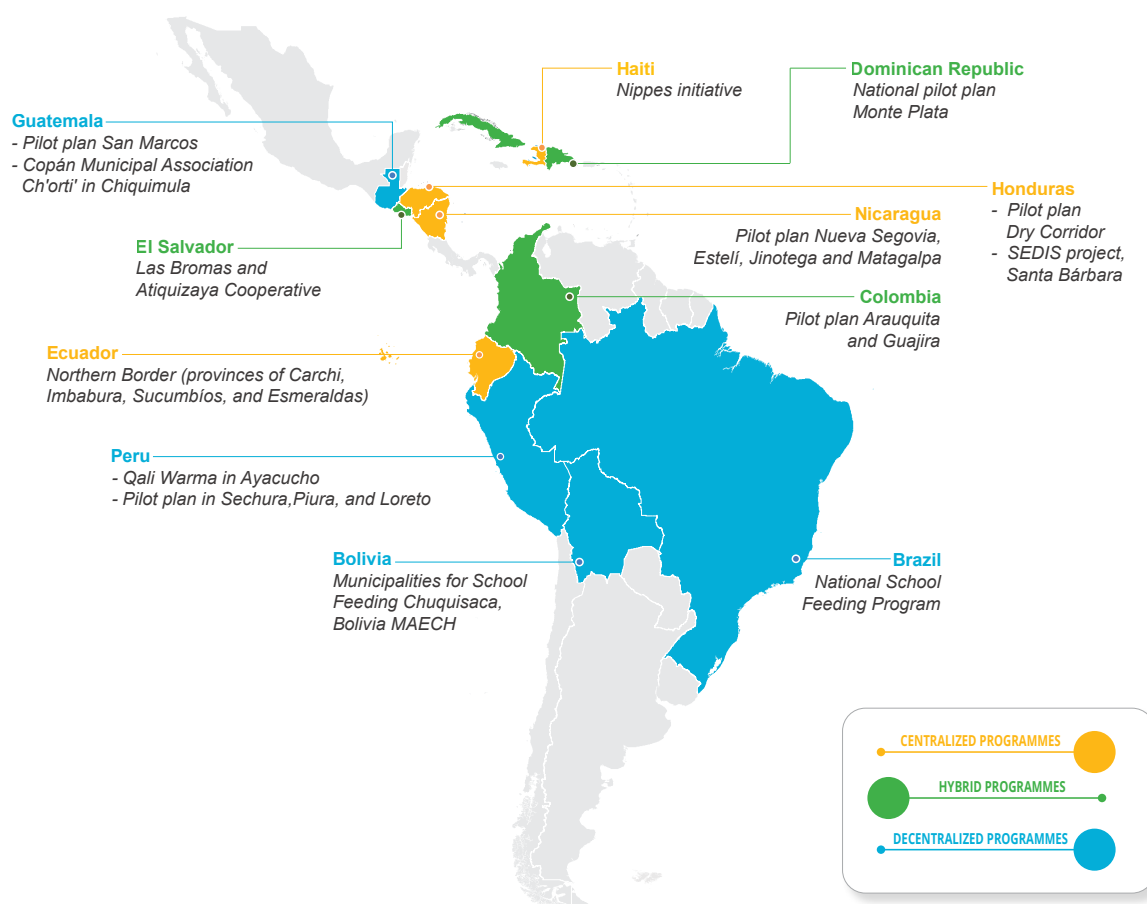 Haiti
Nippes initiative
Dominican Republic
National pilot plan
Monte Plata
Guatemala
- Pilot plan San Marcos
- Copán Municipal Association
Ch'orti' in Chiquimula
Honduras
- Pilot plan
Dry Corridor
- SEDIS project,
Santa Bárbara
Nicaragua
Pilot plan Nueva Segovia,
Estelí, Jinotega and Matagalpa
El Salvador
Las Bromas and
Atiquizaya Cooperative
Colombia
Pilot plan Arauquita
and Guajira
Ecuador
Northern Border (provinces of Carchi,
Imbabura, Sucumbíos, and Esmeraldas)
Peru
- Qali Warma in Ayacucho
- Pilot plan in Sechura,Piura, and Loreto
Bolivia
Municipalities for School
Feeding Chuquisaca,
Bolivia MAECH
Brazil
National School
Feeding Program
CENTRALIZED PROGRAMMES
HYBRID PROGRAMMES
DECENTRALIZED PROGRAMMES